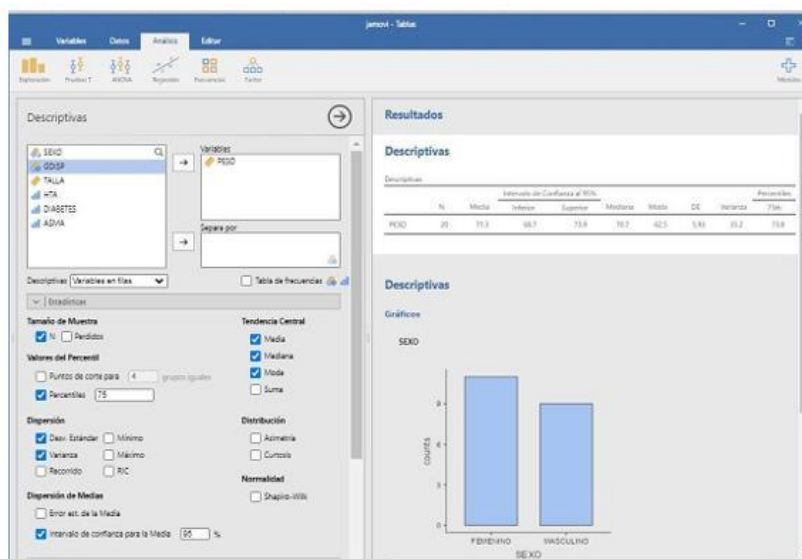 jamovi - Tablas
Variables Datos Análisis Editar
Exploración Pruebas T ANOVA Regresión Frecuencias Factor Módulos
Descriptivas
SEXO
GDISP
TALLA
HTA
DIABETES
ASMA
Variables
PESO
Separa por
Descriptivas Variables en filas Tabla de frecuencias
Estadísticas
Tamaño de Muestra
N Perdidos
Valores del Percentil
Puntos de corte para 4 grupos iguales
Percentiles 75
Dispersión
Desv. Estándar Mínimo
Varianza Máximo
Recorrido RIC
Dispersión de Medias
Error est. de la Media
Intervalo de confianza para la Media 95 %
Tendencia Central
Media
Mediana
Moda
Suma
Distribución
Asimetría
Curtosis
Normalidad
Shapiro-Wilk
Resultados
Descriptivas
Descriptivas
Intervalo de Confianza al 95% Percentiles
N Media Inferior Superior Mediana Moda DE Varianza 75th
PESO 20 71.3 68.7 73.9 70.7 62.5 5.93 35.2
Descriptivas
Gráficos
SEXO
9
6
3
0
counts
FEMENINO MASCULINO
SEXO